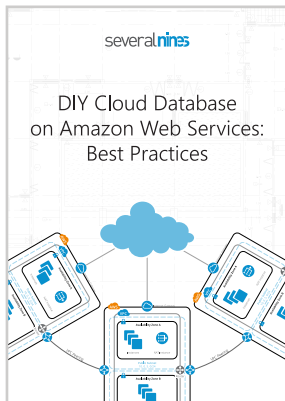 severalnines
DIY Cloud Database
on Amazon Web Services:
Best Practices